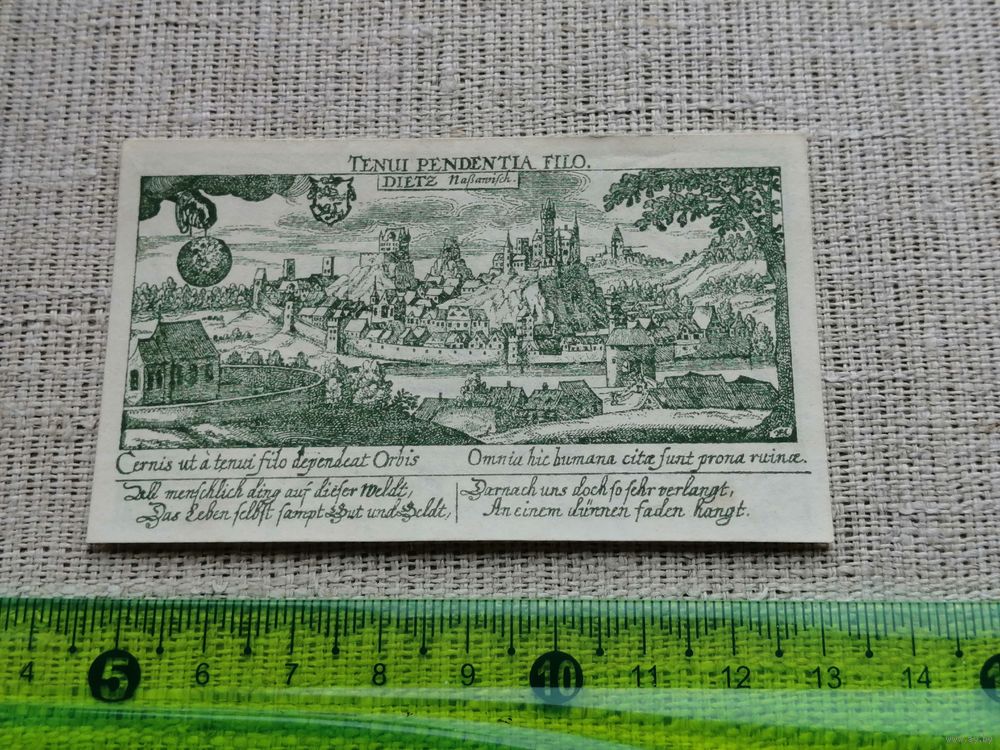 TENUI PENDENTIA FILO.
DIETZ Naßawisch.
Cernis ut à tenui filo dependeat Orbis
Omnia hic humana citæ sunt prona ruinæ.
All menschlich ding auf dieser Weldt,
Das Leben selbst sampt Gut und Geldt,
Darnach uns doch so sehr verlangt,
An einem dünnen faden hangt.
4 5 6 7 8 9 10 11 12 13 14